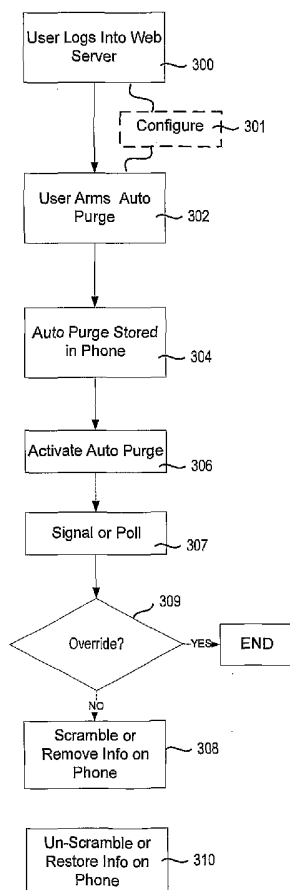 User Logs Into Web
Server
300
Configure
301
User Arms Auto
Purge
302
Auto Purge Stored
in Phone
304
Activate Auto Purge
306
Signal or Poll
307
309
Override?
YES
END
NO
Scramble or
Remove Info on
Phone
308
Un-Scramble or
Restore Info on
Phone
310